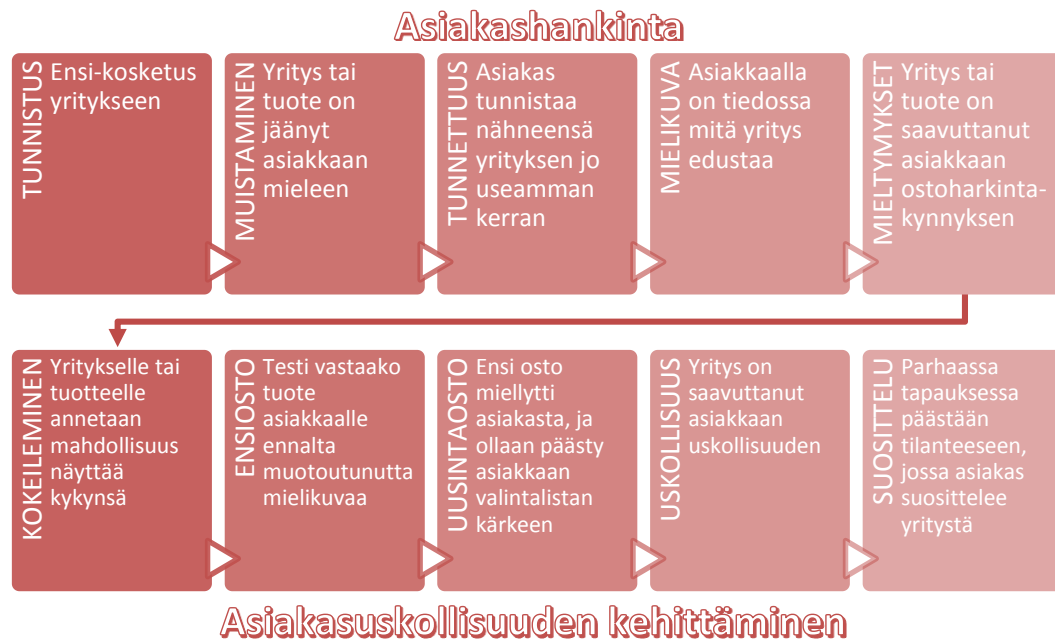 Asiakashankinta
TUNNISTUS
Ensi-kosketus
yritykseen
MUISTAMINEN
Yritys tai
tuote on
jäänyt
asiakkaan
mieleen
TUNNETTUUS
Asiakas
tunnistaa
nähneensä
yrityksen jo
useamman
kerran
MIELIKUVA
Asiakkaalla
on tiedossa
mitä yritys
edustaa
MIELTYMYKSET
Yritys tai
tuote on
saavuttanut
asiakkaan
ostoharkinta-
kynnyksen
KOKEILEMINEN
Yritykselle tai
tuotteelle
annetaan
mahdollisuus
näyttää
kykynsä
ENSIOSTO
Testi vastaako
tuote
asiakkaalle
ennalta
muotoutunutta
mielikuvaa
UUSINTAOSTO
Ensi osto
miellytti
asiakasta, ja
ollaan päästy
asiakkaan
valintalistan
kärkeen
USKOLLISUUS
Yritys on
saavuttanut
asiakkaan
uskollisuuden
SUOSITTELU
Parhaassa
tapauksessa
päästään
tilanteeseen,
jossa asiakas
suosittelee
yritystä
Asiakasuskollisuuden kehittäminen